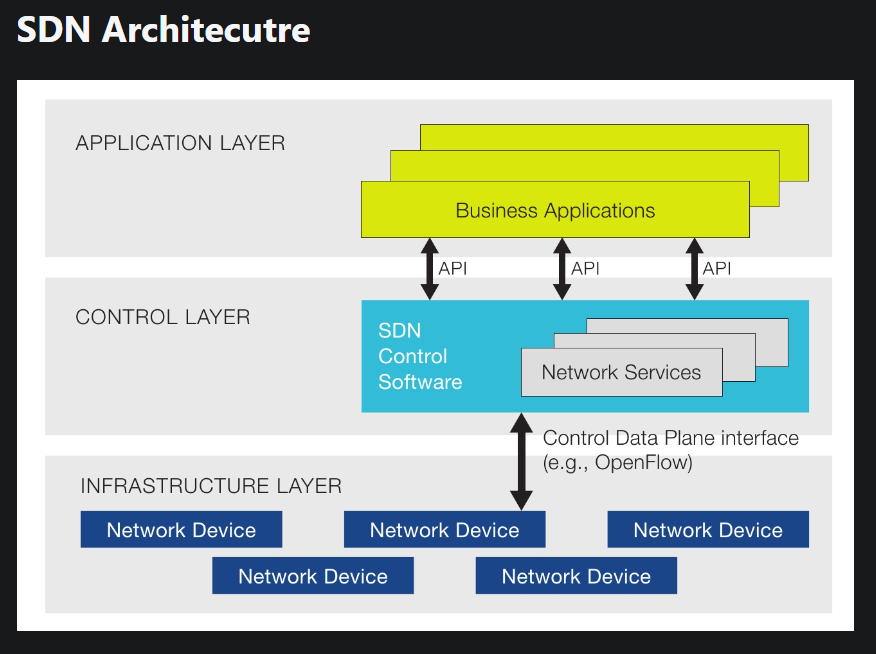 SDN Architecutre
APPLICATION LAYER
Business Applications
API
API
API
CONTROL LAYER
SDN
Control
Software
Network Services
Control Data Plane interface
(e.g., OpenFlow)
INFRASTRUCTURE LAYER
Network Device
Network Device
Network Device
Network Device
Network Device